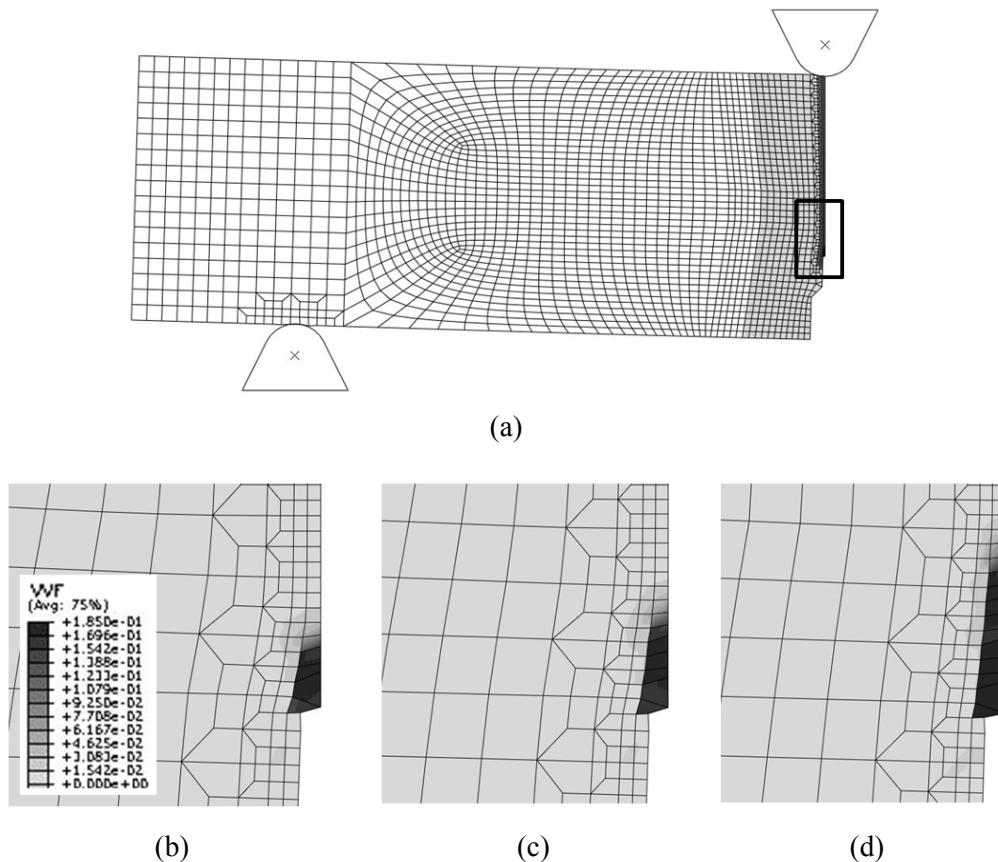 (a)
VVF
(Avg: 75%)
+1.850e-01
+1.696e-01
+1.542e-01
+1.388e-01
+1.233e-01
+1.079e-01
+9.250e-02
+7.708e-02
+6.167e-02
+4.625e-02
+3.083e-02
+1.542e-02
+0.000e+00
(b)
(c)
(d)